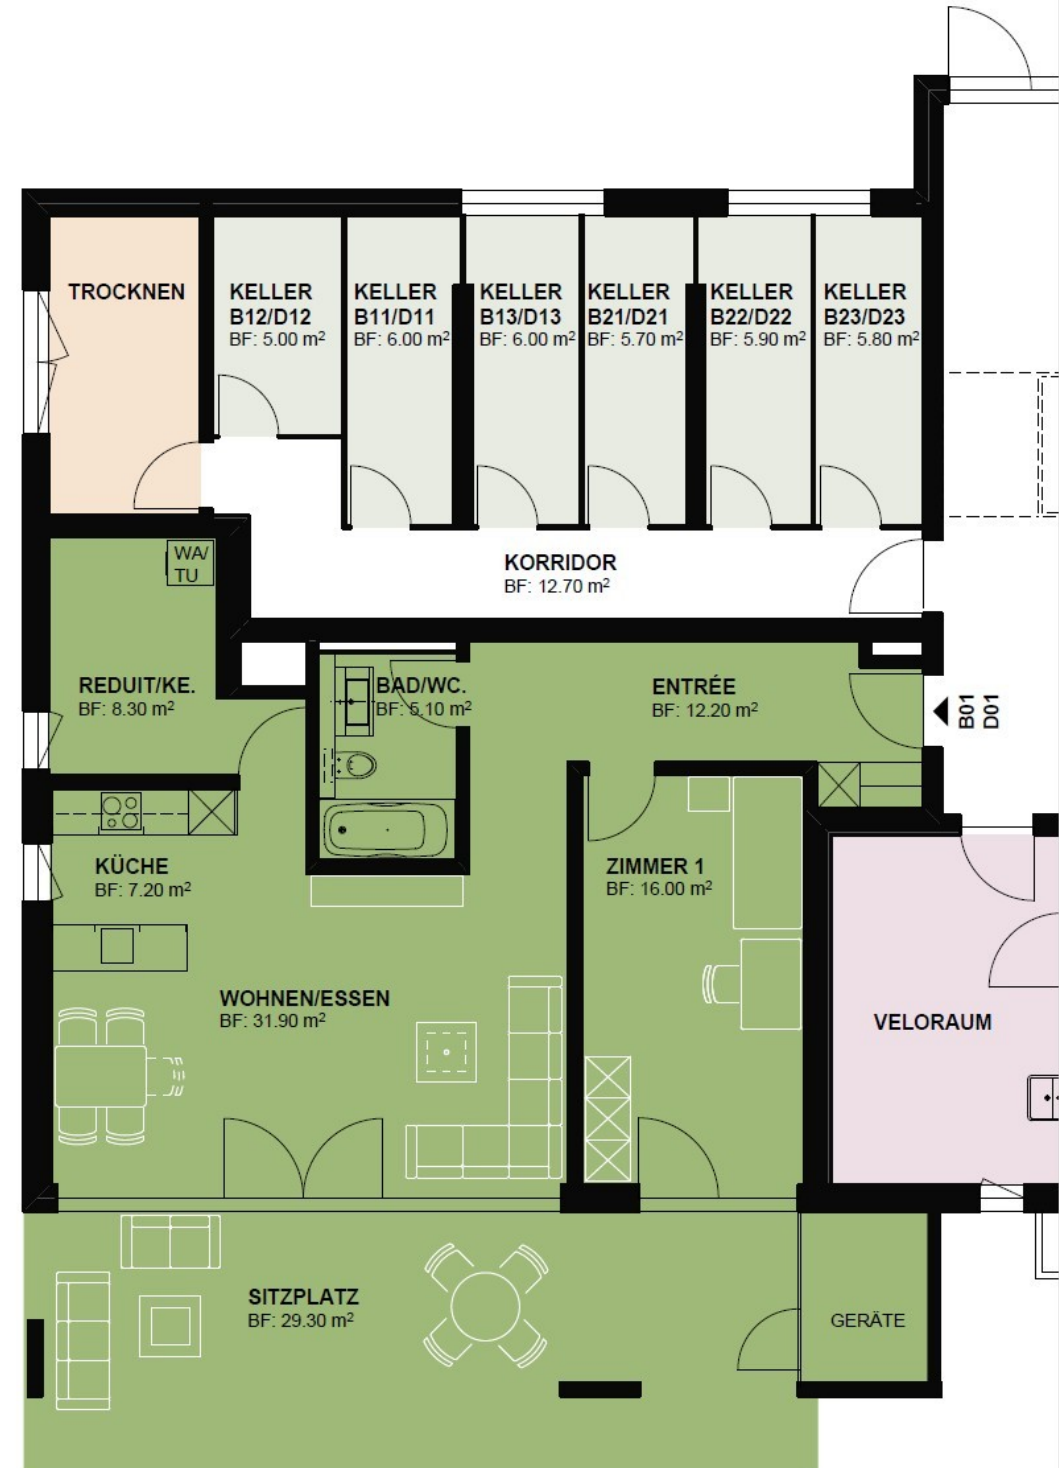 TROCKNEN
KELLER
B12/D12
BF: 5.00 m²
KELLER
B11/D11
BF: 6.00 m²
KELLER
B13/D13
BF: 6.00 m²
KELLER
B21/D21
BF: 5.70 m²
KELLER
B22/D22
BF: 5.90 m²
KELLER
B23/D23
BF: 5.80 m²
WA/
TU
KORRIDOR
BF: 12.70 m²
REDUIT/KE.
BF: 8.30 m²
BAD/WC.
BF: 5.10 m²
ENTRÉE
BF: 12.20 m²
B01
D01
KÜCHE
BF: 7.20 m²
ZIMMER 1
BF: 16.00 m²
WOHNEN/ESSEN
BF: 31.90 m²
VELORAUM
SITZPLATZ
BF: 29.30 m²
GERÄTE